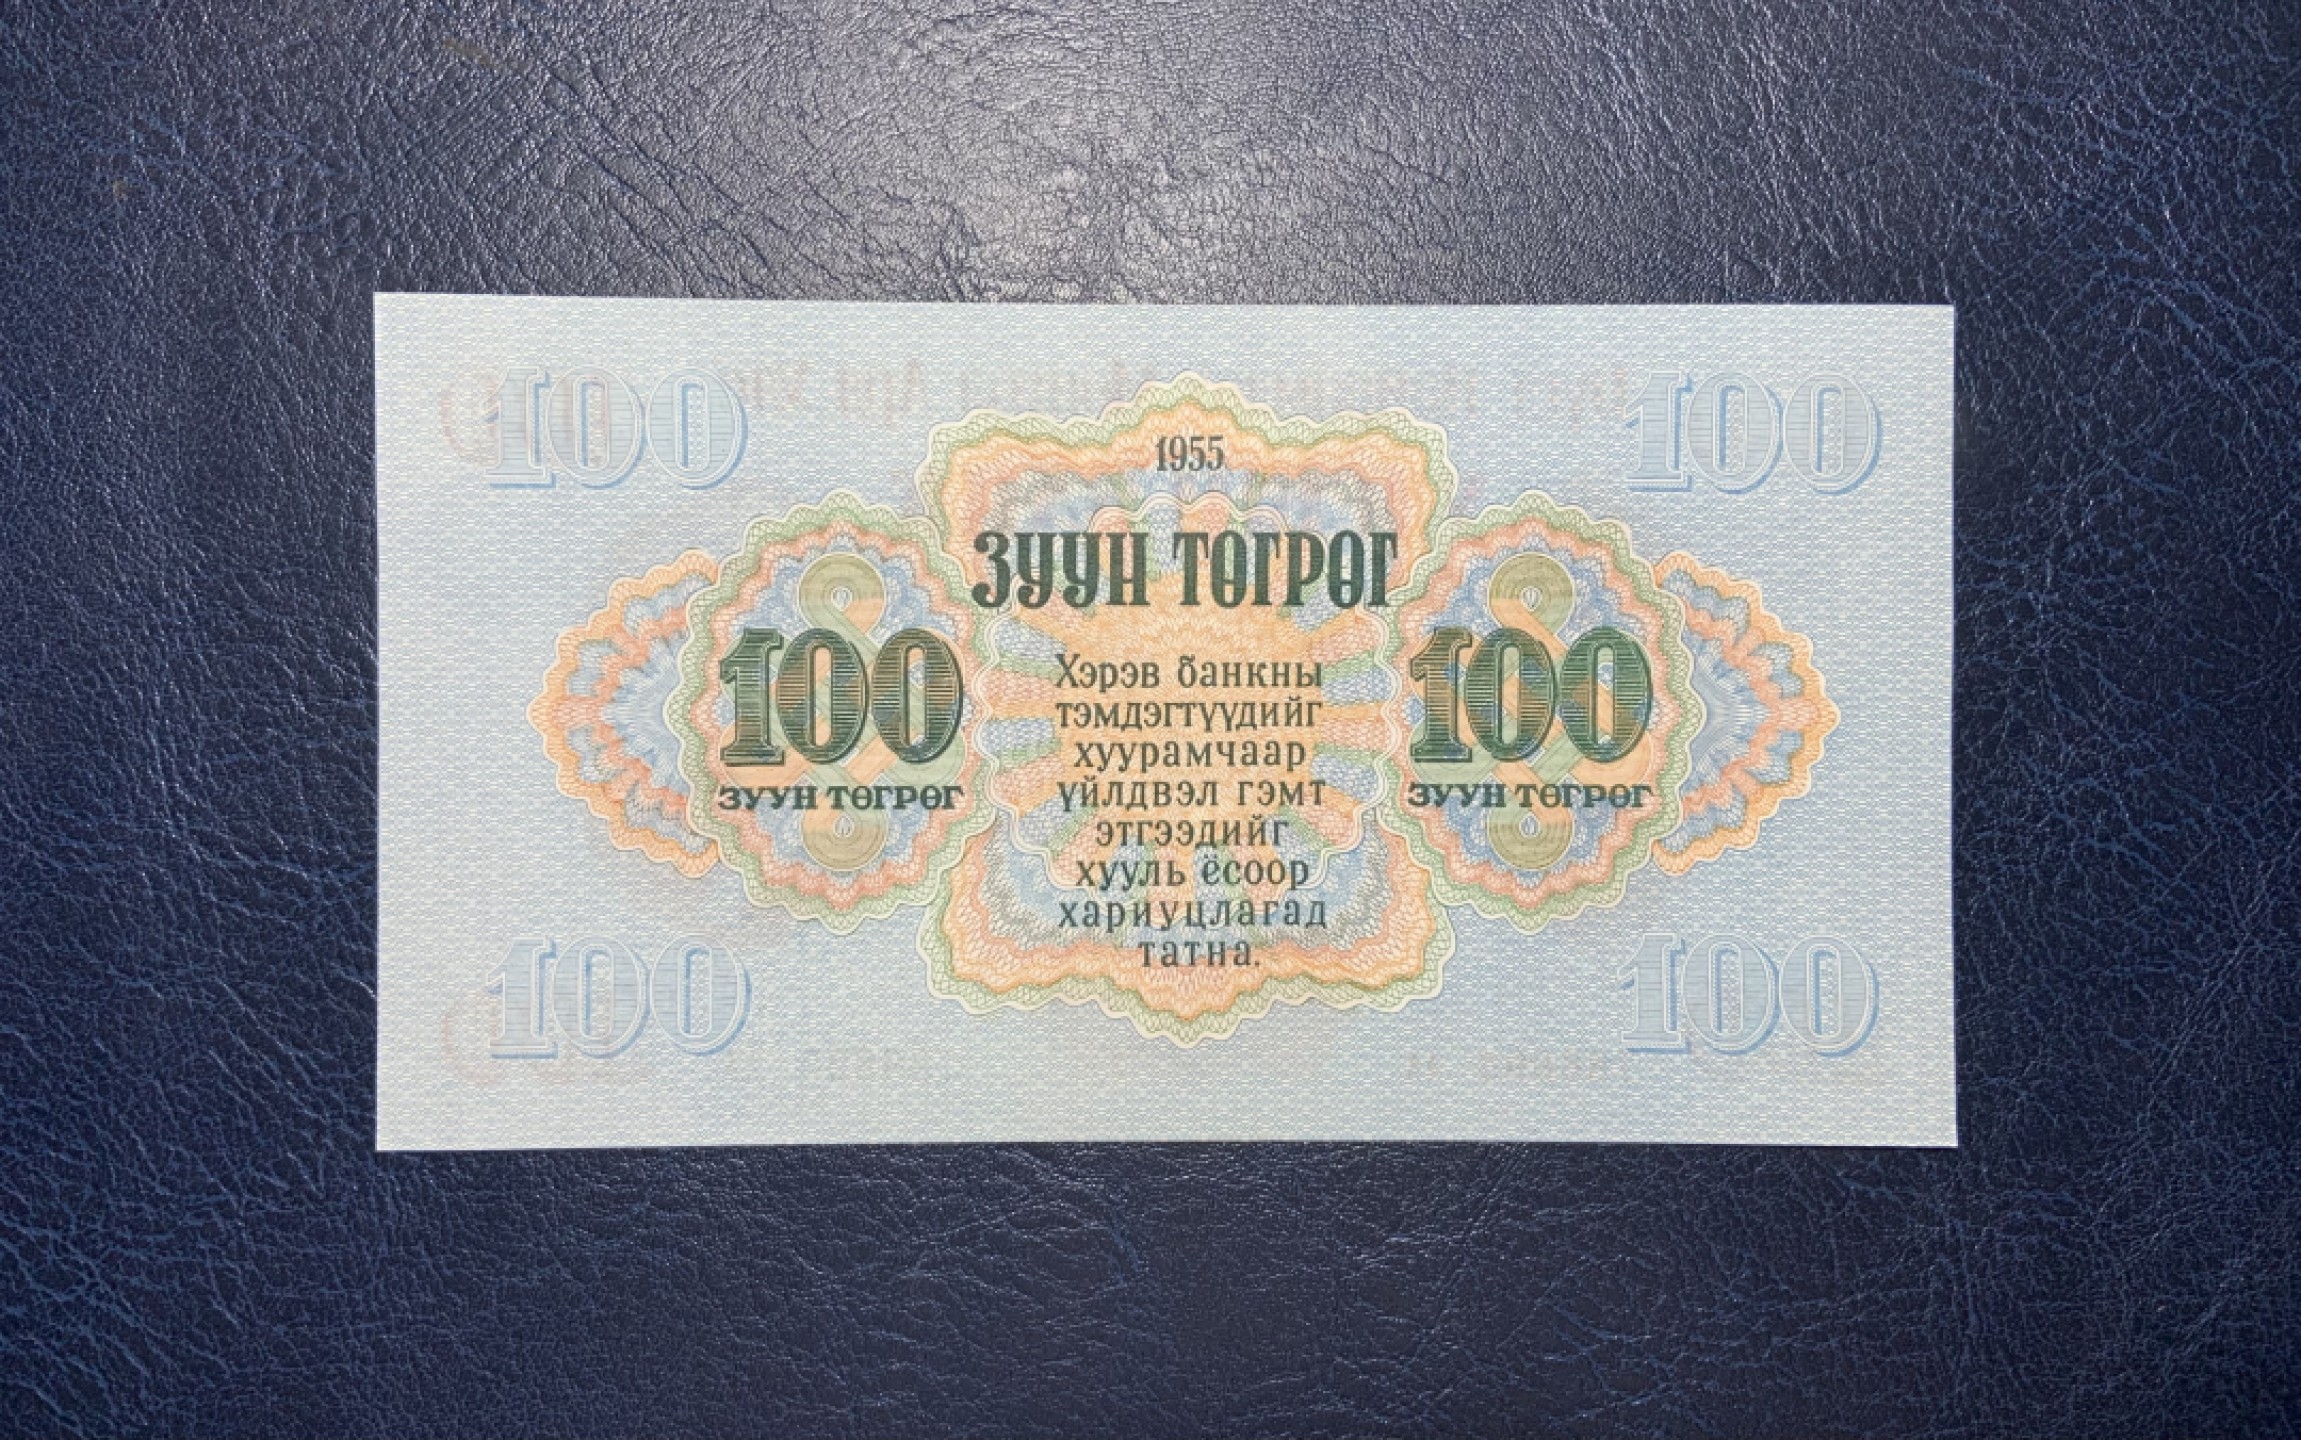 100 100
1955
ЗУУН ТӨГРӨГ
100 100
ЗУУН ТӨГРӨГ ЗУУН ТӨГРӨГ
Хэрэв банкны
тэмдэгтүүдийг
хуурамчаар
үйлдвэл гэмт
этгээдийг
хууль ёсоор
хариуцлагад
татна.
100 100